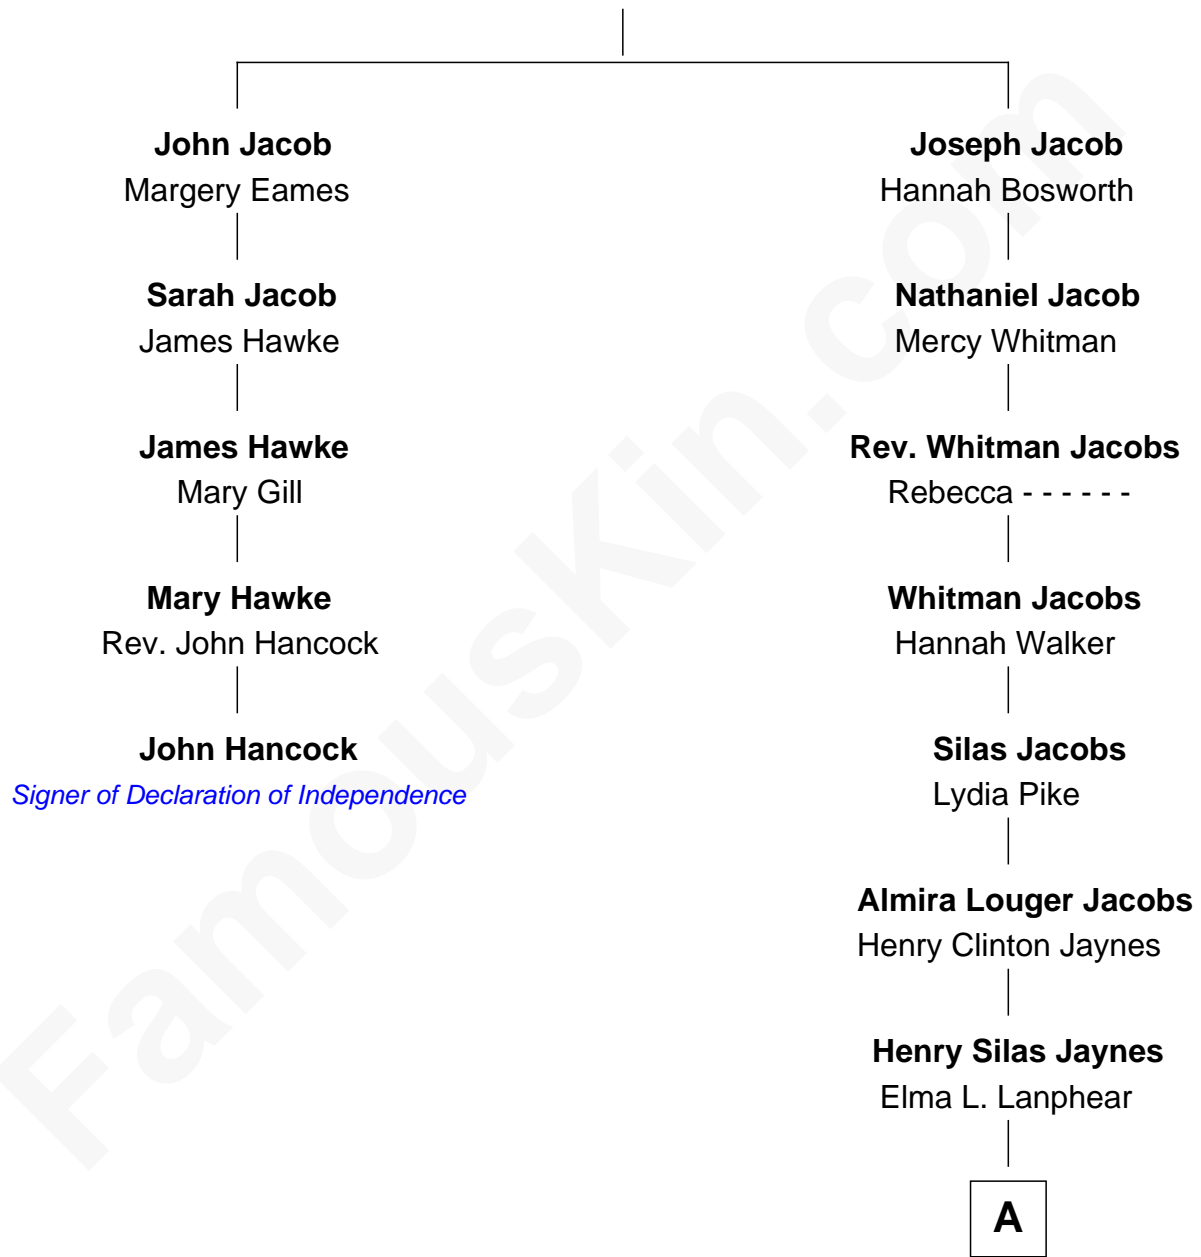 John Jacob
Margery Eames
Sarah Jacob
James Hawke
James Hawke
Mary Gill
Mary Hawke
Rev. John Hancock
John Hancock
Signer of Declaration of Independence
Joseph Jacob
Hannah Bosworth
Nathaniel Jacob
Mercy Whitman
Rev. Whitman Jacobs
Rebecca - - - - - -
Whitman Jacobs
Hannah Walker
Silas Jacobs
Lydia Pike
Almira Louger Jacobs
Henry Clinton Jaynes
Henry Silas Jaynes
Elma L. Lanphear
A
FamousKin.com